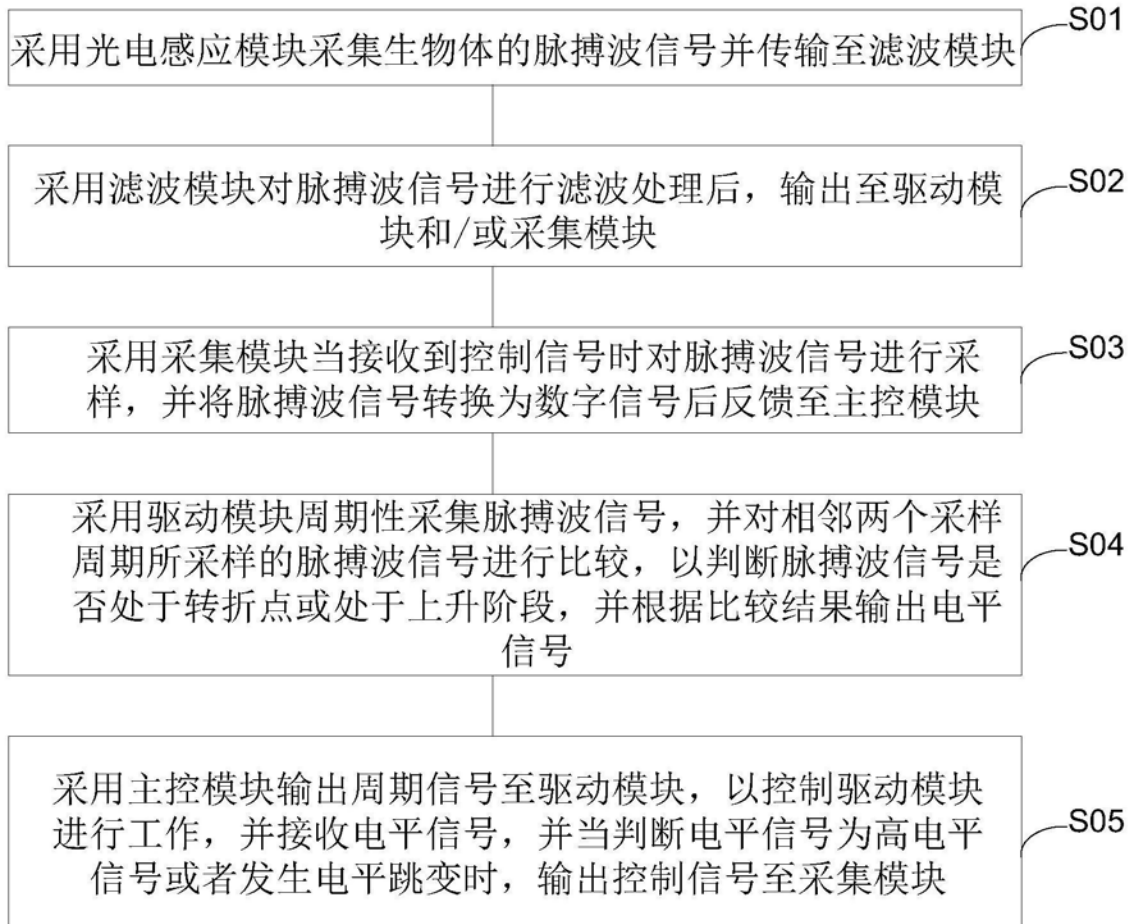 采用光电感应模块采集生物体的脉搏波信号并传输至滤波模块
S01
采用滤波模块对脉搏波信号进行滤波处理后，输出至驱动模
块和/或采集模块
S02
采用采集模块当接收到控制信号时对脉搏波信号进行采
样，并将脉搏波信号转换为数字信号后反馈至主控模块
S03
采用驱动模块周期性采集脉搏波信号，并对相邻两个采样
周期所采样的脉搏波信号进行比较，以判断脉搏波信号是
否处于转折点或处于上升阶段，并根据比较结果输出电平
信号
S04
采用主控模块输出周期信号至驱动模块，以控制驱动模块
进行工作，并接收电平信号，并当判断电平信号为高电平
信号或者发生电平跳变时，输出控制信号至采集模块
S05